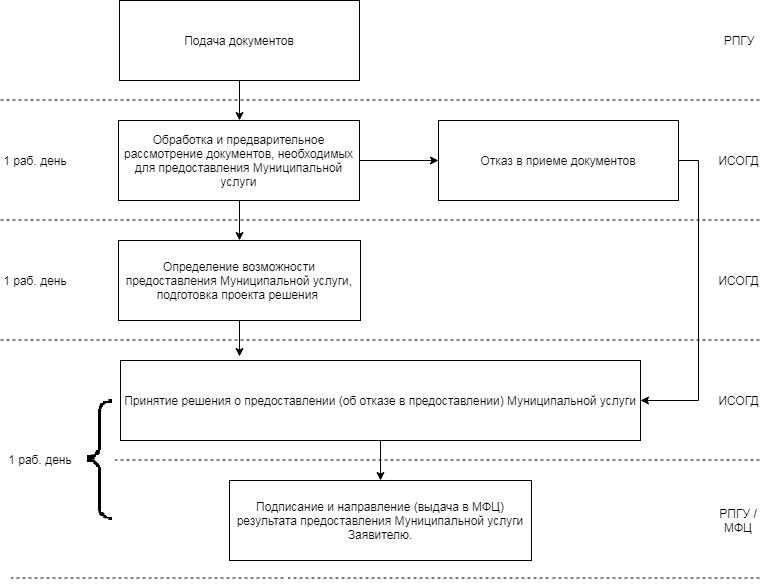 Подача документов
РПГУ
1 раб. день
Обработка и предварительное
рассмотрение документов, необходимых
для предоставления Муниципальной
услуги
Отказ в приеме документов
ИСОГД
1 раб. день
Определение возможности
предоставления Муниципальной услуги,
подготовка проекта решения
ИСОГД
Принятие решения о предоставлении (об отказе в предоставлении) Муниципальной услуги
ИСОГД
1 раб. день
Подписание и направление (выдача в МФЦ)
результата предоставления Муниципальной услуги
Заявителю.
РПГУ /
МФЦ